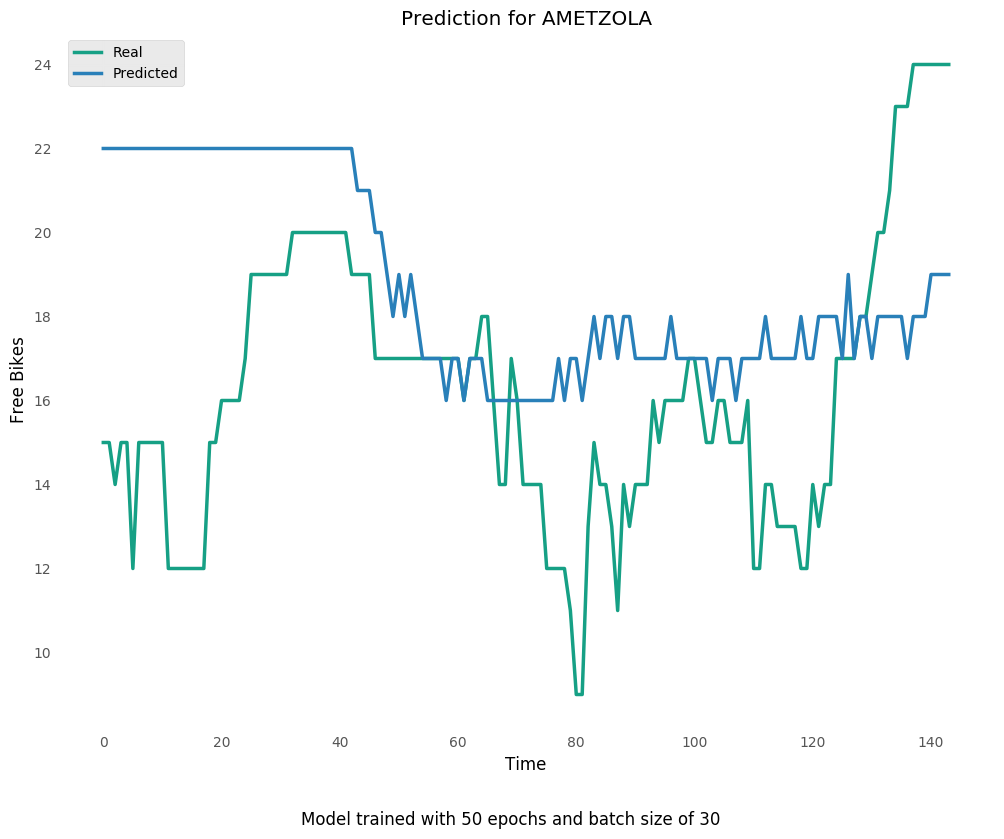 Prediction for AMETZOLA
Real
Predicted
24
22
20
18
16
14
12
10
Free Bikes
0 20 40 60 80 100 120 140
Time
Model trained with 50 epochs and batch size of 30